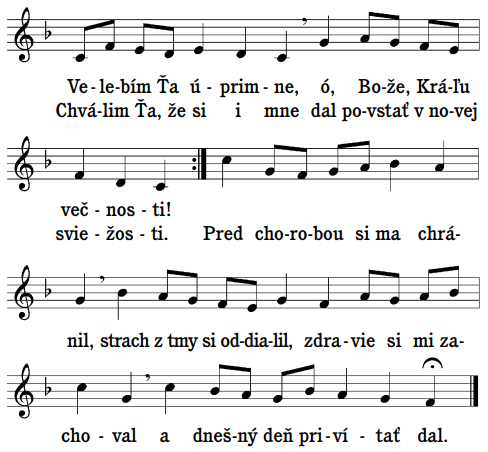 Ve - le-bím Ťa ú - prim - ne, ó, Bo-že, Krá-ľu
Chvá-lim Ťa, že si i mne dal po-vstať v no-vej
več - nos - ti!
svie - žos - ti. Pred cho-ro-bou si ma chrá-
nil, strach z tmy si od-dia-lil, zdra-vie si mi za-
cho - val a dneš-ný deň pri-ví - tať dal.